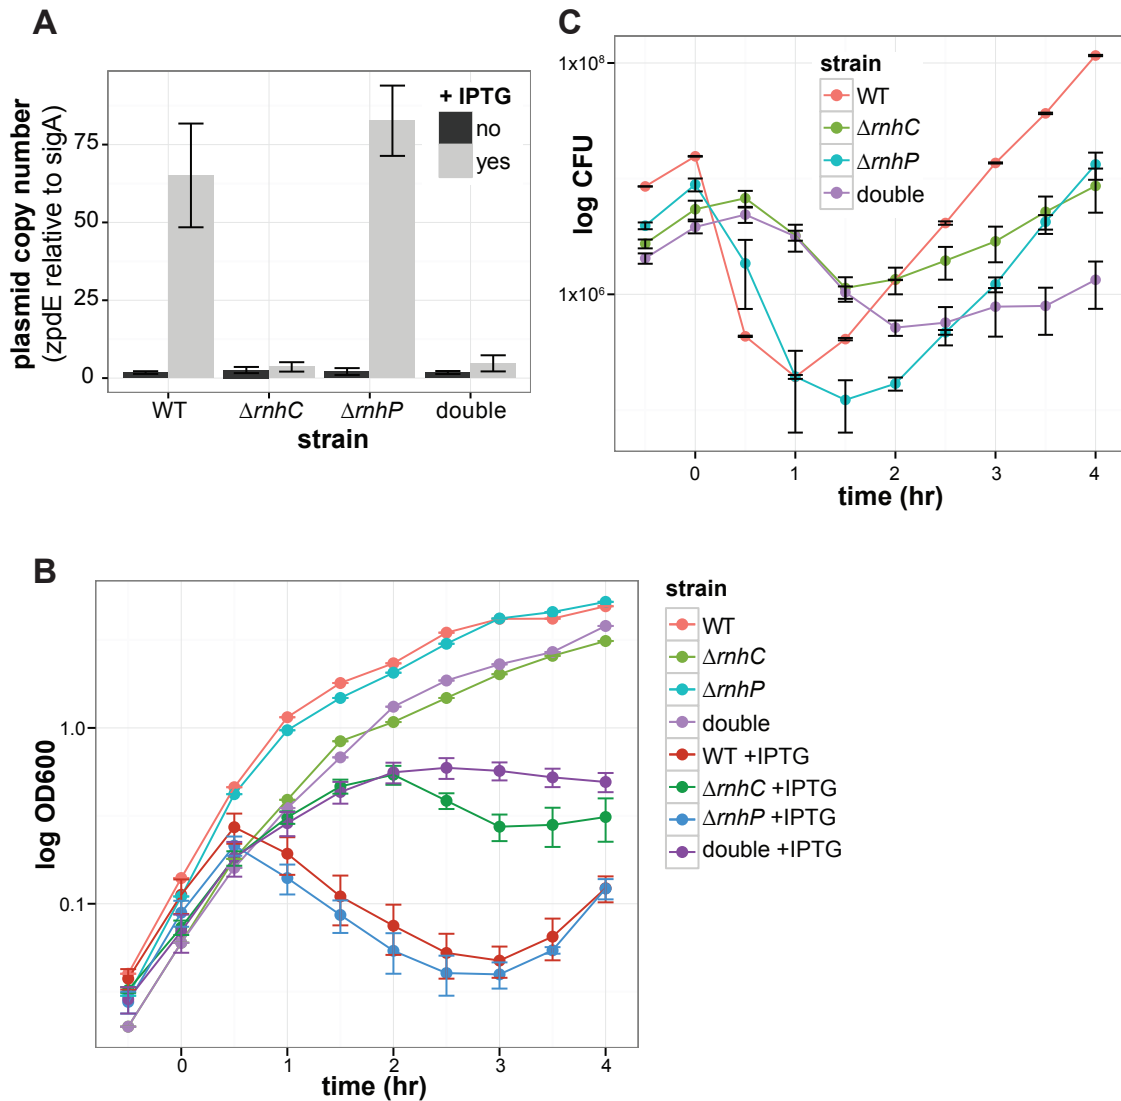 A
plasmid copy number
(zpdE relative to sigA)
75
50
25
0
+ IPTG
no
yes
WT
ΔrnhC
ΔrnhP
double
strain
C
log CFU
1x10⁸
1x10⁶
strain
WT
ΔrnhC
ΔrnhP
double
0
1
2
3
4
time (hr)
B
log OD600
1.0
0.1
0
1
2
3
4
time (hr)
strain
WT
ΔrnhC
ΔrnhP
double
WT +IPTG
ΔrnhC +IPTG
ΔrnhP +IPTG
double +IPTG